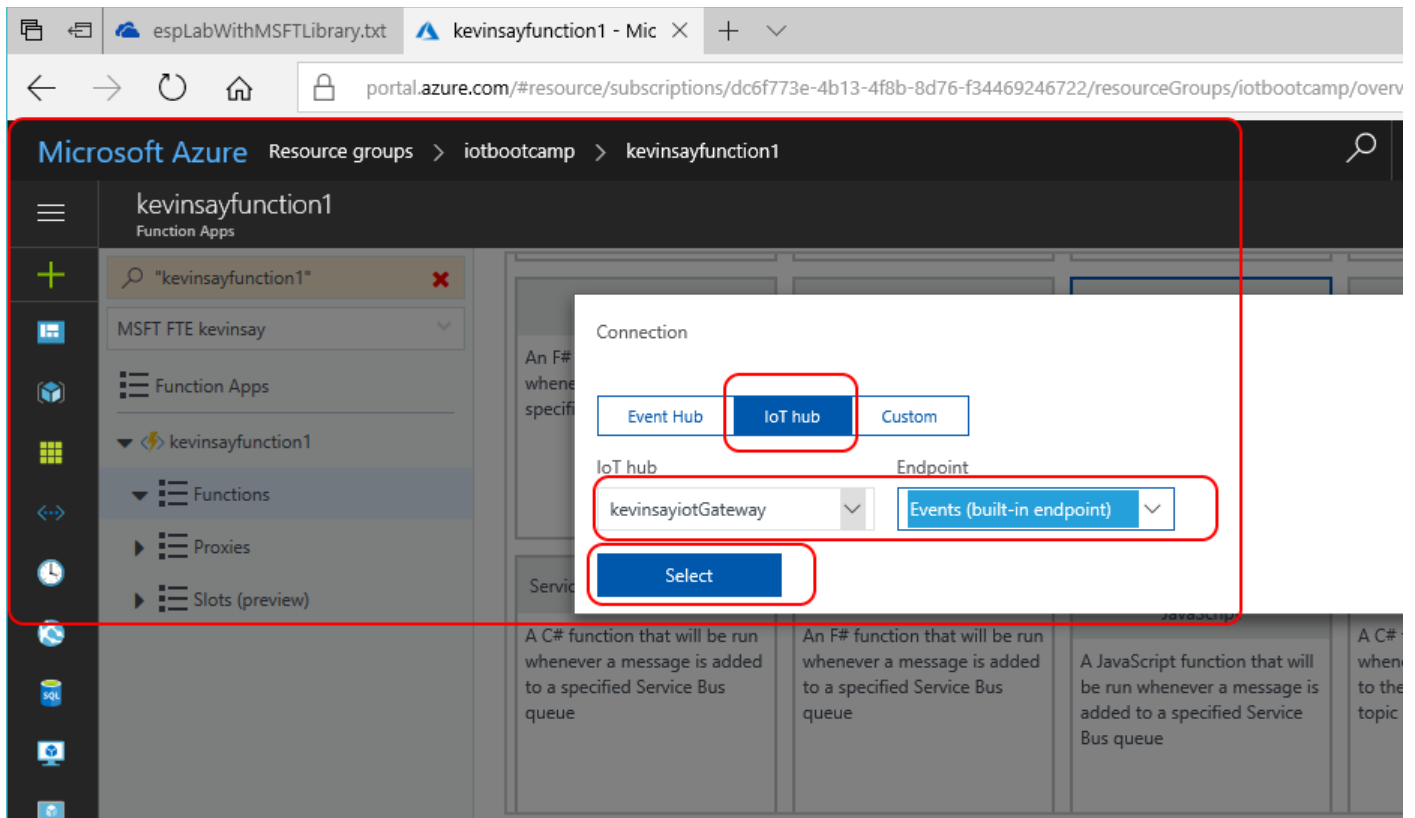 espLabWithMSFTLibrary.txt
kevinsayfunction1 - Mic
portal.azure.com/#resource/subscriptions/dc6f773e-4b13-4f8b-8d76-f34469246722/resourceGroups/iotbootcamp/overv
Microsoft Azure Resource groups > iotbootcamp > kevinsayfunction1
kevinsayfunction1
Function Apps
"kevinsayfunction1"
MSFT FTE kevinsay
Function Apps
kevinsayfunction1
Functions
Proxies
Slots (preview)
SQL
An F#
whene
specifi
Connection
Event Hub
IoT hub
Custom
IoT hub
Endpoint
kevinsayiotGateway
Events (built-in endpoint)
Select
Servic
JavaScript
A C# function that will be run
whenever a message is added
to a specified Service Bus
queue
An F# function that will be run
whenever a message is added
to a specified Service Bus
queue
A JavaScript function that will
be run whenever a message is
added to a specified Service
Bus queue
A C#
whene
to the
topic